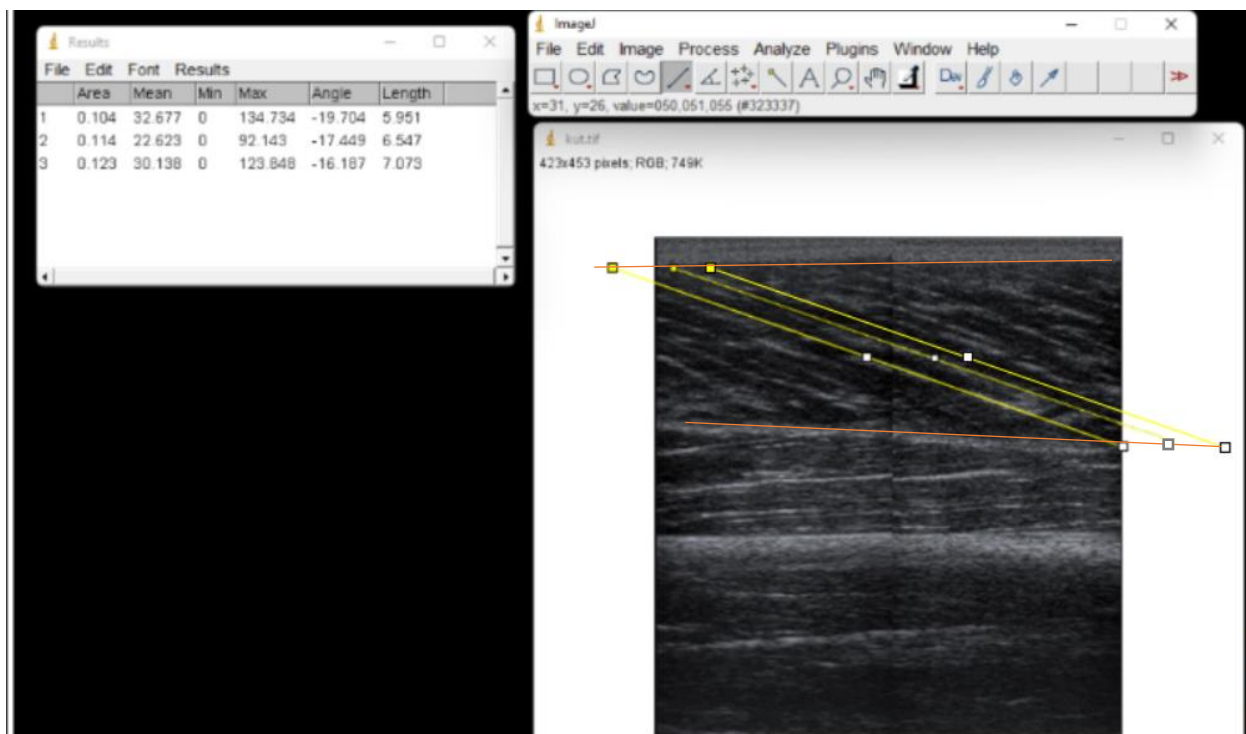 Results
File Edit Font Results
Area Mean Min Max Angle Length
1 0.104 32.677 0 134.734 -19.704 5.951
2 0.114 22.623 0 92.143 -17.449 6.547
3 0.123 30.138 0 123.848 -16.187 7.073
ImageJ
File Edit Image Process Analyze Plugins Window Help
A Dev
x=31, y=26, value=050,051,055 (#323337)
kut.tif
423x453 pixels; RGB; 749K